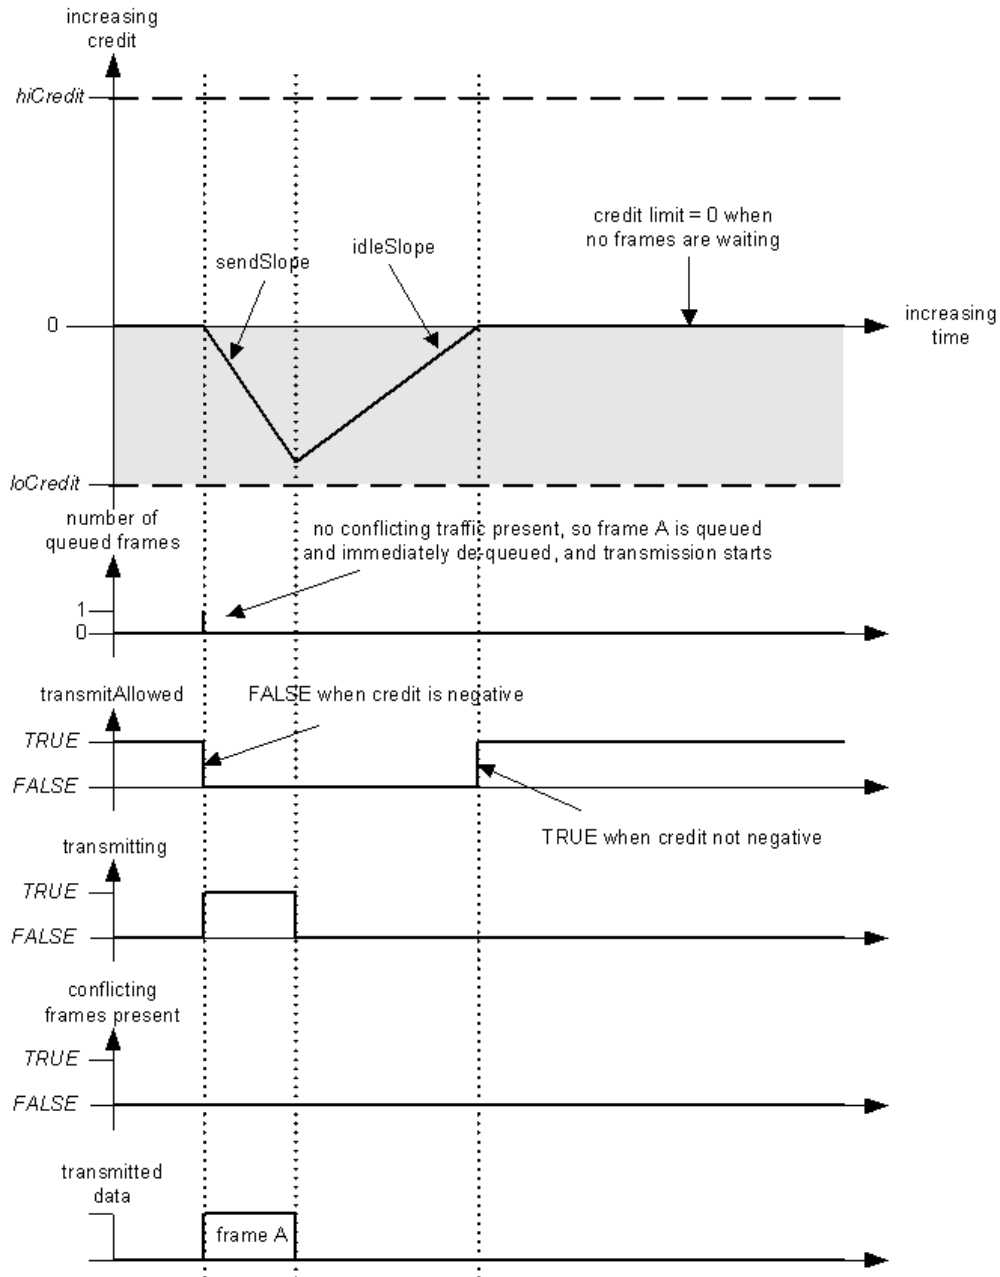 increasing
credit
hiCredit
credit limit = 0 when
no frames are waiting
idleSlope
sendSlope
0
increasing
time
loCredit
number of
queued frames
no conflicting traffic present, so frame A is queued
and immediately de-queued, and transmission starts
1
0
transmitAllowed
FALSE when credit is negative
TRUE
FALSE
TRUE when credit not negative
transmitting
TRUE
FALSE
conflicting
frames present
TRUE
FALSE
transmitted
data
frame A